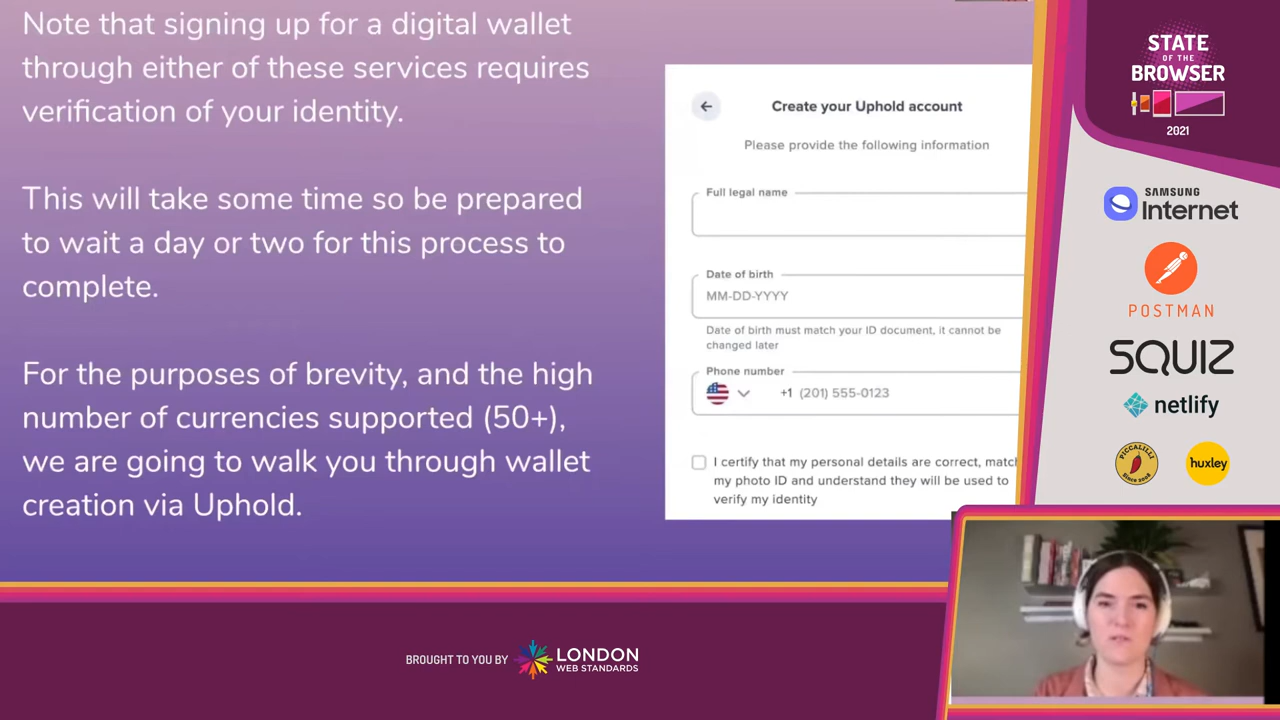 Note that signing up for a digital wallet
through either of these services requires
verification of your identity.
This will take some time so be prepared
to wait a day or two for this process to
complete.
For the purposes of brevity, and the high
number of currencies supported (50+),
we are going to walk you through wallet
creation via Uphold.
Create your Uphold account
Please provide the following information
Full legal name
Date of birth
MM-DD-YYYY
Date of birth must match your ID document, it cannot be
changed later
Phone number
+1 (201) 555-0123
I certify that my personal details are correct, match
my photo ID and understand they will be used to
verify my identity
STATE
OF THE
BROWSER
2021
SAMSUNG
Internet
POSTMAN
SQUIZ
netlify
PICCALILLI
huxley
BROUGHT TO YOU BY
LONDON
WEB STANDARDS